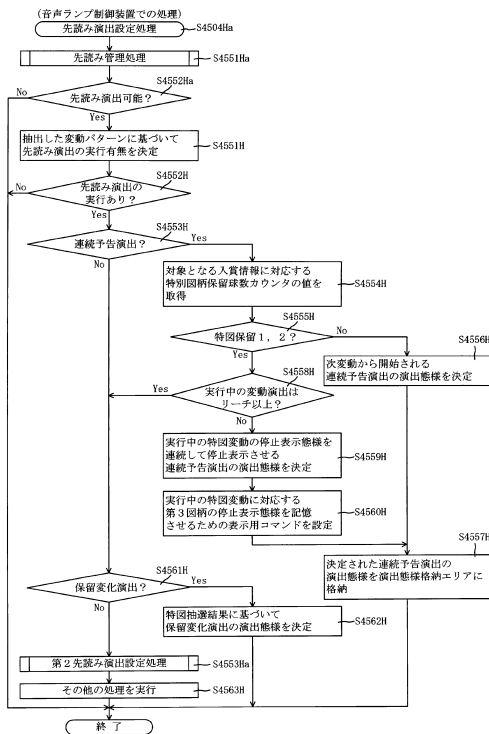 (音声ランプ制御装置での処理)
先読み演出設定処理
S4504Ha
先読み管理処理
S4551Ha
S4552Ha
No
先読み演出可能？
Yes
抽出した変動パターンに基づいて
先読み演出の実行有無を決定
S4551H
S4552H
No
先読み演出の
実行あり？
Yes
S4553H
連続予告演出？
Yes
No
対象となる入賞情報に対応する
特別図柄保留球数カウンタの値を
取得
S4554H
S4555H
特図保留１，２？
No
Yes
S4556H
次変動から開始される
連続予告演出の演出態様を決定
S4558H
Yes
実行中の変動演出は
リーチ以上？
No
実行中の特図変動の停止表示態様を
連続して停止表示させる
連続予告演出の演出態様を決定
S4559H
実行中の特図変動に対応する
第３図柄の停止表示態様を記憶
させるための表示用コマンドを設定
S4560H
S4557H
決定された連続予告演出の
演出態様を演出態様格納エリアに
格納
S4561H
保留変化演出？
Yes
No
特図抽選結果に基づいて
保留変化演出の演出態様を決定
S4562H
第２先読み演出設定処理
S4553Ha
その他の処理を実行
S4563H
終了